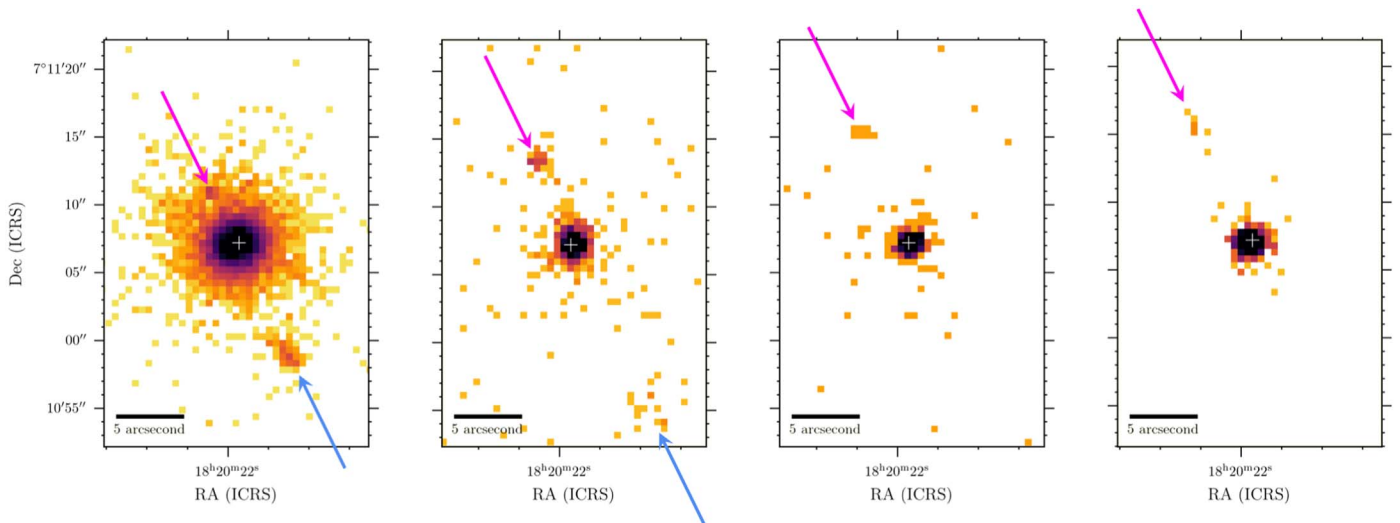 Dec (ICRS)
7°11′20″
15″
10″
05″
00″
10′55″
5 arcsecond
5 arcsecond
5 arcsecond
5 arcsecond
18ʰ20ᵐ22ˢ
18ʰ20ᵐ22ˢ
18ʰ20ᵐ22ˢ
18ʰ20ᵐ22ˢ
RA (ICRS)
RA (ICRS)
RA (ICRS)
RA (ICRS)